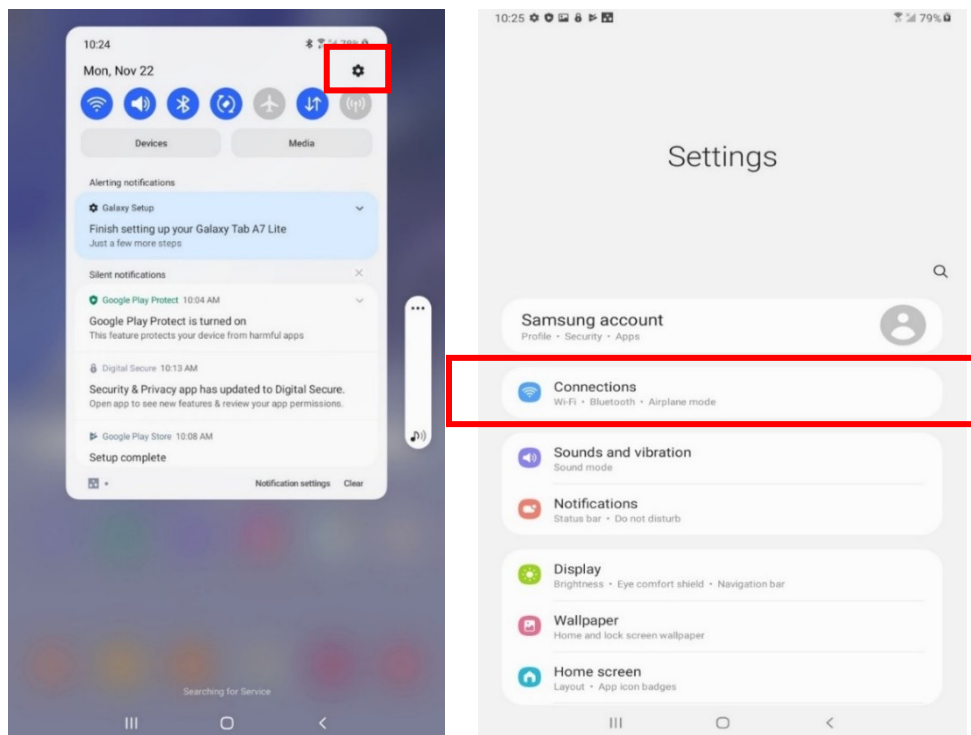 10:24
79%
Mon, Nov 22
Devices
Media
Alerting notifications
Galaxy Setup
Finish setting up your Galaxy Tab A7 Lite
Just a few more steps
Silent notifications
Google Play Protect 10:04 AM
Google Play Protect is turned on
This feature protects your device from harmful apps
Digital Secure 10:13 AM
Security & Privacy app has updated to Digital Secure.
Open app to see new features & review your app permissions.
Google Play Store 10:08 AM
Setup complete
Notification settings Clear
Searching for Service
10:25
79%
Settings
Samsung account
Profile • Security • Apps
Connections
Wi-Fi • Bluetooth • Airplane mode
Sounds and vibration
Sound mode
Notifications
Status bar • Do not disturb
Display
Brightness • Eye comfort shield • Navigation bar
Wallpaper
Home and lock screen wallpaper
Home screen
Layout • App icon badges